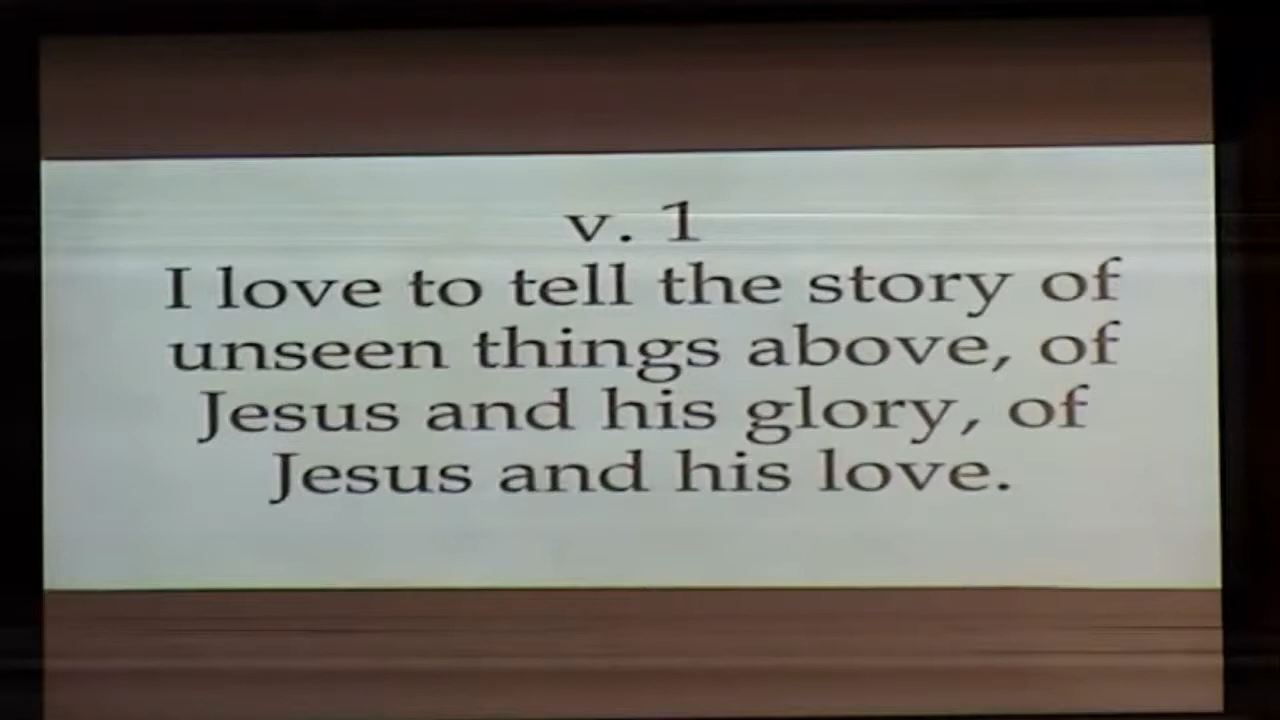 v. 1
I love to tell the story of
unseen things above, of
Jesus and his glory, of
Jesus and his love.